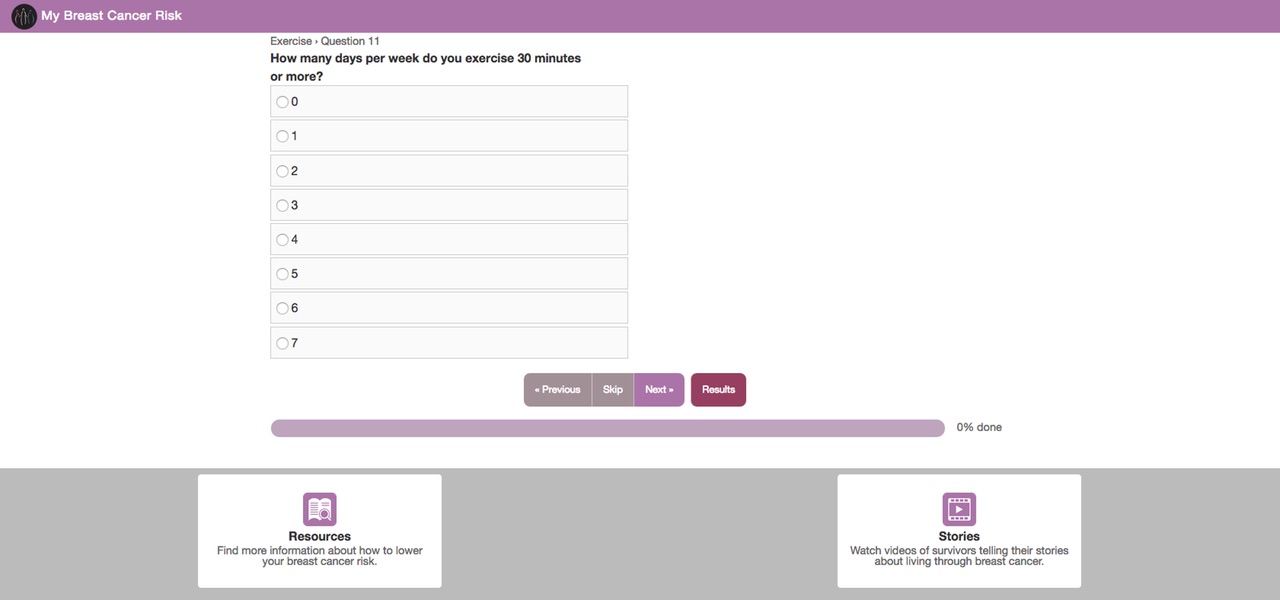 My Breast Cancer Risk
Exercise › Question 11
How many days per week do you exercise 30 minutes
or more?
0
1
2
3
4
5
6
7
« Previous
Skip
Next »
Results
0% done
Resources
Find more information about how to lower
your breast cancer risk.
Stories
Watch videos of survivors telling their stories
about living through breast cancer.